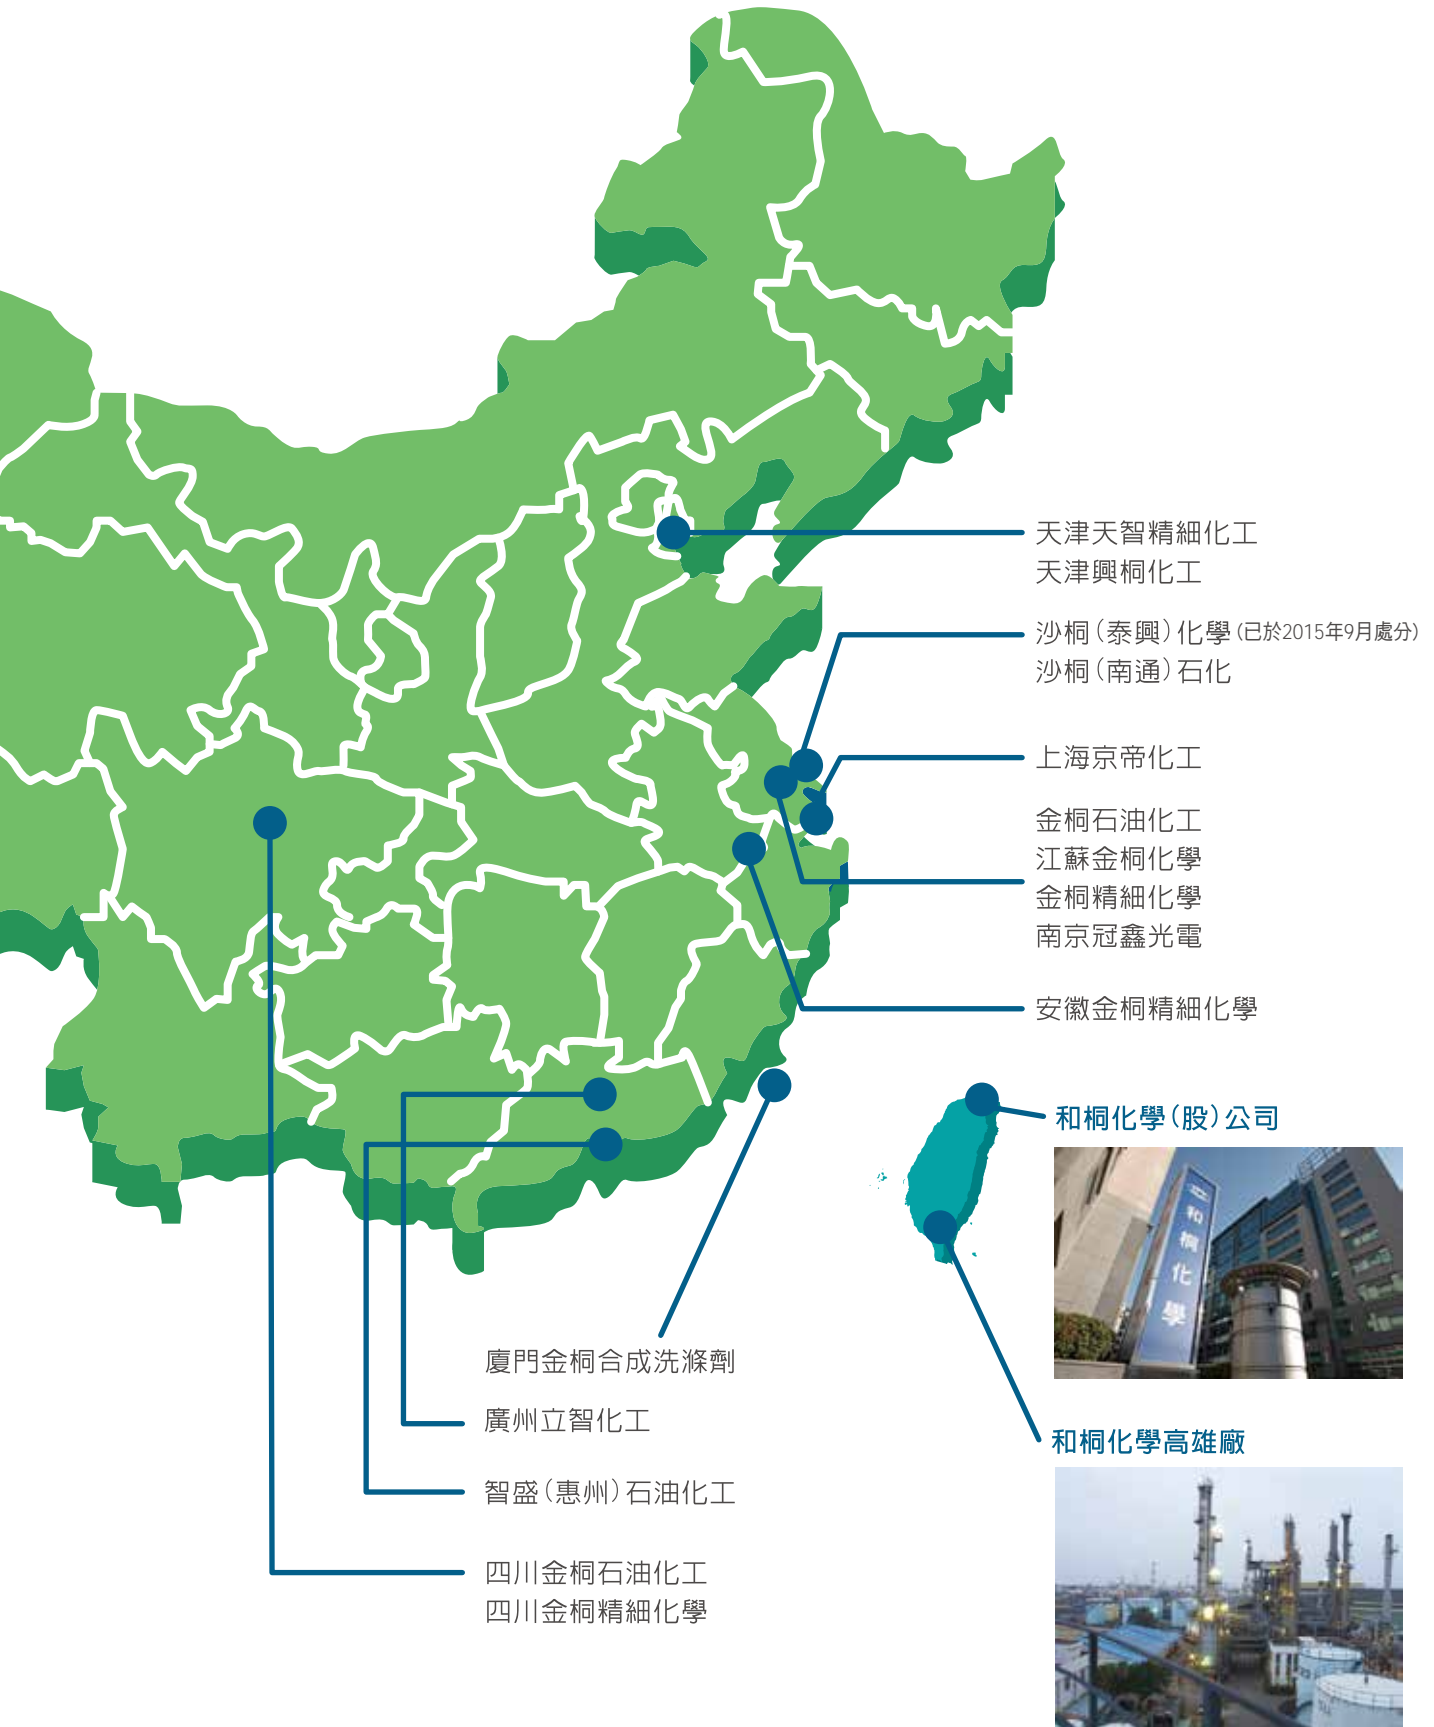 天津天智精細化工
天津興桐化工
沙桐(泰興)化學(已於2015年9月處分)
沙桐(南通)石化
上海京帝化工
金桐石油化工
江蘇金桐化學
金桐精細化學
南京冠鑫光電
安徽金桐精細化學
和桐化學(股)公司
和桐化學
和桐化學高雄廠
廈門金桐合成洗滌劑
廣州立智化工
智盛(惠州)石油化工
四川金桐石油化工
四川金桐精細化學